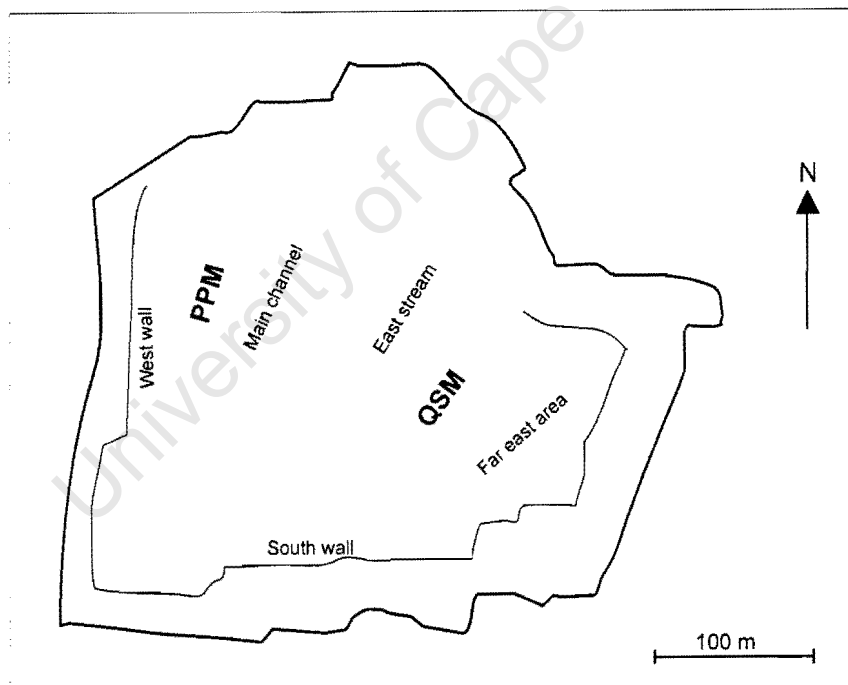 University of Cape
N
PPM
Main channel
West wall
East stream
QSM
Far east area
South wall
100 m